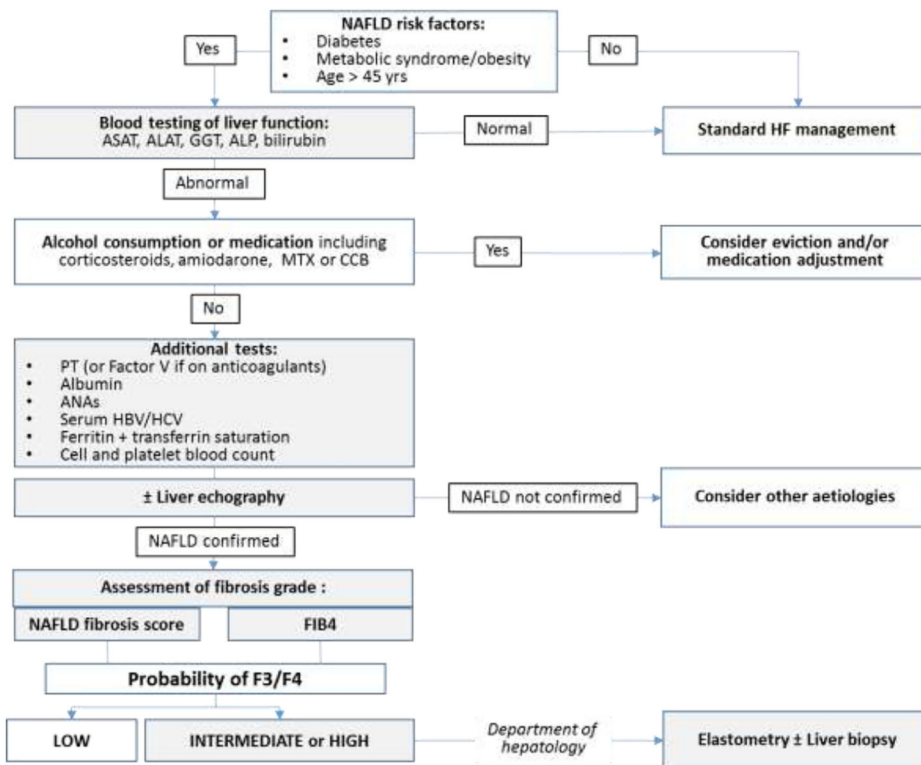 NAFLD risk factors:
• Diabetes
• Metabolic syndrome/obesity
• Age > 45 yrs
Yes
No
Blood testing of liver function:
ASAT, ALAT, GGT, ALP, bilirubin
Normal
Standard HF management
Abnormal
Alcohol consumption or medication including
corticosteroids, amiodarone, MTX or CCB
Yes
Consider eviction and/or
medication adjustment
No
Additional tests:
• PT (or Factor V if on anticoagulants)
• Albumin
• ANAs
• Serum HBV/HCV
• Ferritin + transferrin saturation
• Cell and platelet blood count
± Liver echography
NAFLD not confirmed
Consider other aetiologies
NAFLD confirmed
Assessment of fibrosis grade :
NAFLD fibrosis score
FIB4
Probability of F3/F4
LOW
INTERMEDIATE or HIGH
Department of
hepatology
Elastometry ± Liver biopsy